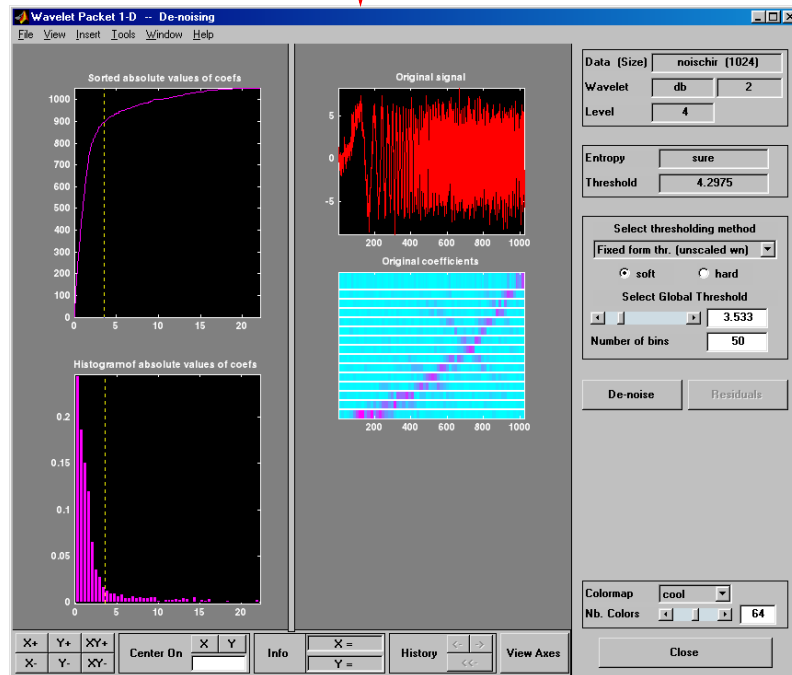 Wavelet Packet 1-D -- De-noising
File View Insert Tools Window Help
Sorted absolute values of coefs
1000
900
800
700
600
500
400
300
200
100
0
0 5 10 15 20
Histogramof absolute values of coefs
0.2
0.15
0.1
0.05
0
0 5 10 15 20
Original signal
5
0
-5
200 400 600 800 1000
Original coefficients
200 400 600 800 1000
Data (Size) noischir (1024)
Wavelet db 2
Level 4
Entropy sure
Threshold 4.2975
Select thresholding method
Fixed form thr. (unscaled wn)
soft hard
Select Global Threshold
3.533
Number of bins 50
De-noise Residuals
Colormap cool
Nb. Colors 64
Close
X+ Y+ XY+
X- Y- XY-
Center On X Y
Info X =
Y =
History <- ->
<<-
View Axes